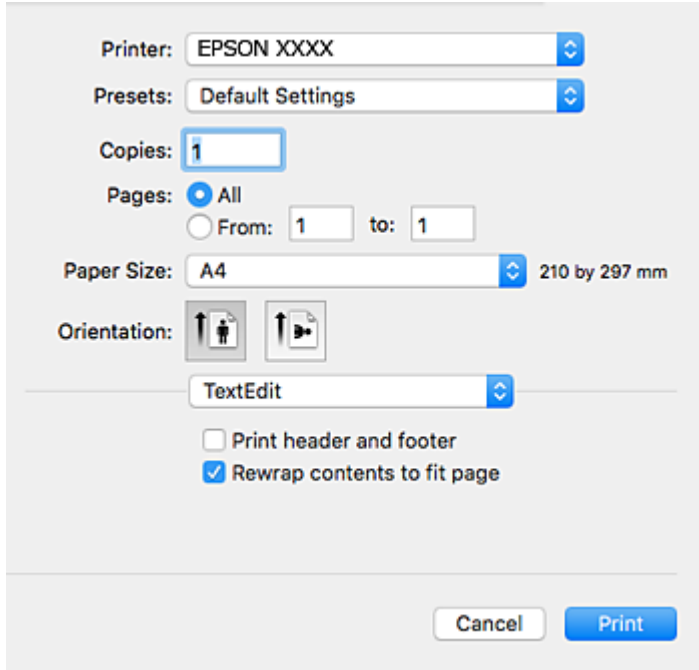 Printer: EPSON XXXX
Presets: Default Settings
Copies: 1
Pages: All
From: 1 to: 1
Paper Size: A4 210 by 297 mm
Orientation:
TextEdit
Print header and footer
Rewrap contents to fit page
Cancel Print